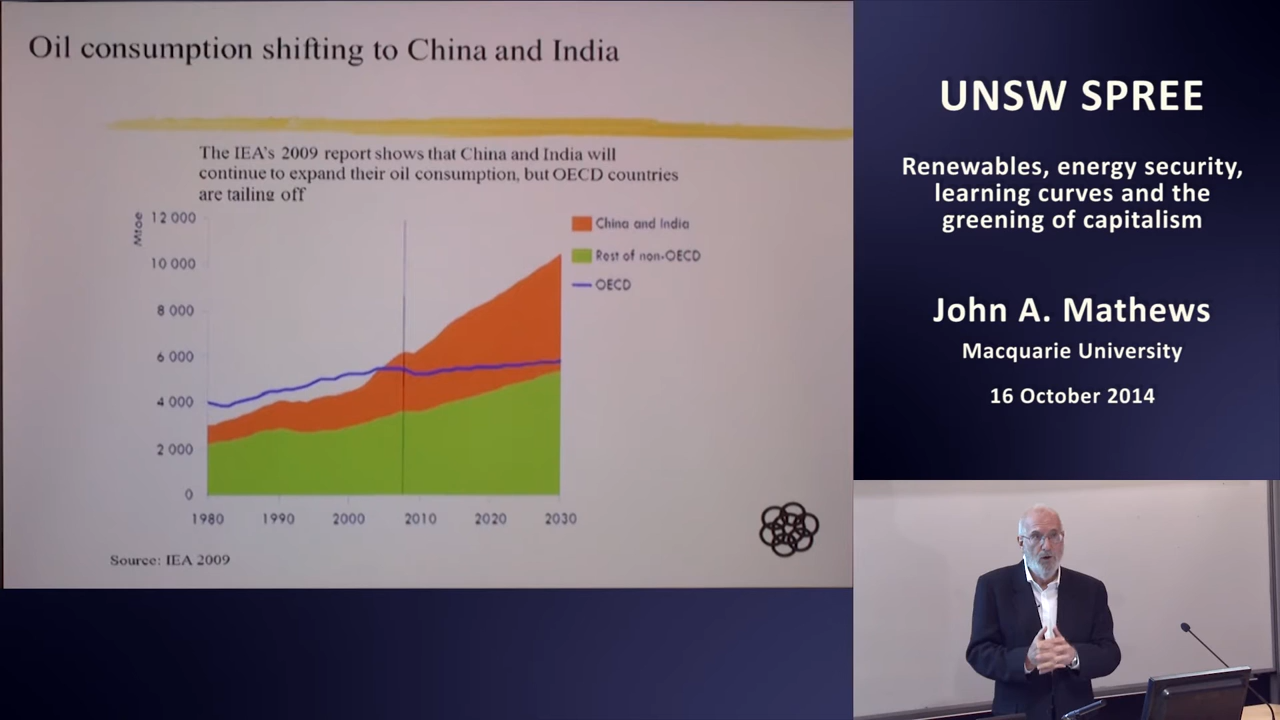 Oil consumption shifting to China and India
The IEA's 2009 report shows that China and India will
continue to expand their oil consumption, but OECD countries
are tailing off
Mtoe
12 000
10 000
8 000
6 000
4 000
2 000
0
1980 1990 2000 2010 2020 2030
China and India
Rest of non-OECD
OECD
Source: IEA 2009
UNSW SPREE
Renewables, energy security,
learning curves and the
greening of capitalism
John A. Mathews
Macquarie University
16 October 2014